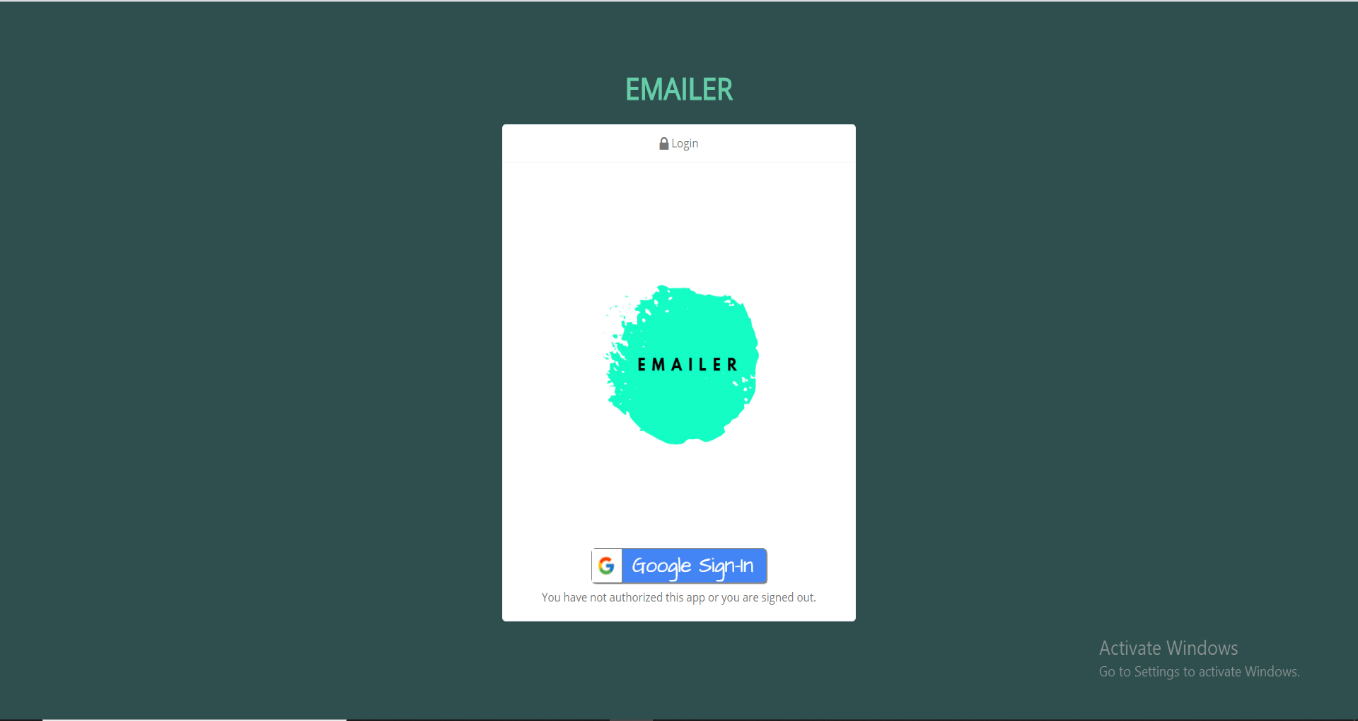 EMAILER
Login
EMAILER
Google Sign-In
You have not authorized this app or you are signed out.
Activate Windows
Go to Settings to activate Windows.